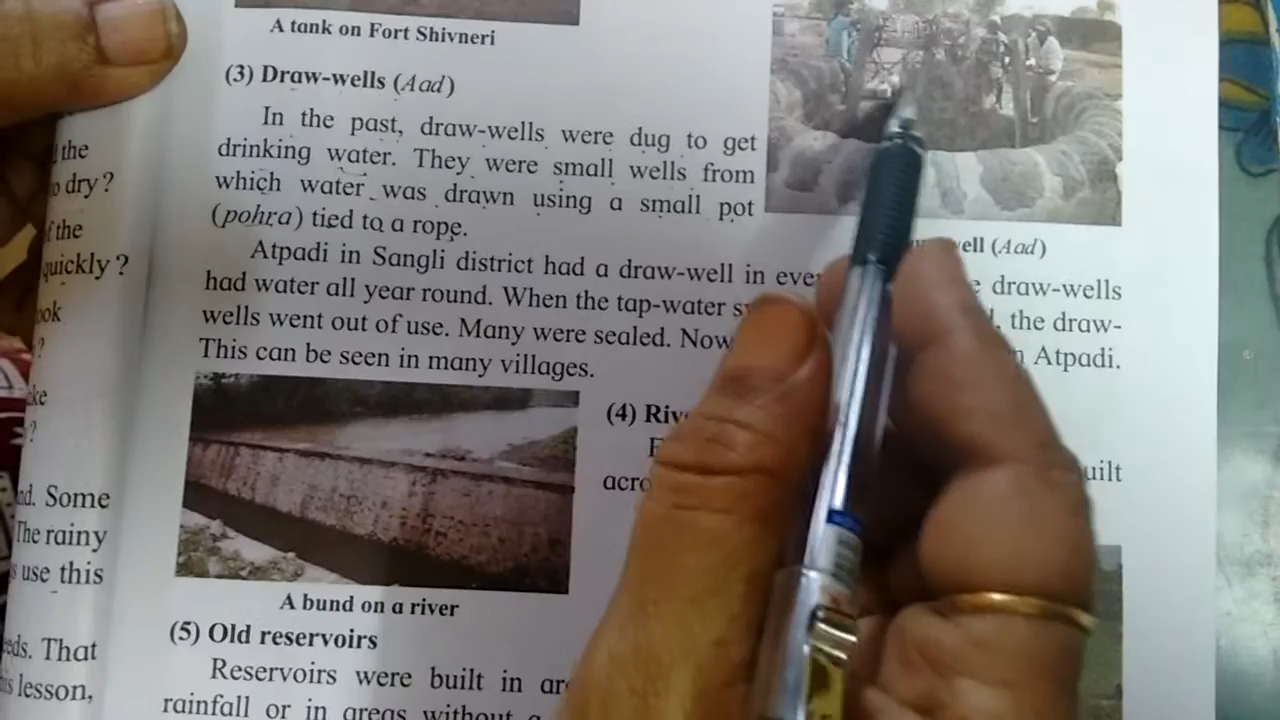 A tank on Fort Shivneri
(3) Draw-wells (Aad)
In the past, draw-wells were dug to get
drinking water. They were small wells from
which water was drawn using a small pot
(pohra) tied to a rope.
ell (Aad)
Atpadi in Sangli district had a draw-well in eve draw-wells
had water all year round. When the tap-water s the draw-
wells went out of use. Many were sealed. Now Atpadi.
This can be seen in many villages.
(4) Riv
uilt
acro
A bund on a river
(5) Old reservoirs
Reservoirs were built in ar
rainfall or in areas without a
the
dry?
the
quickly?
ook
?
ke
?
nd. Some
The rainy
use this
eds. That
is lesson,